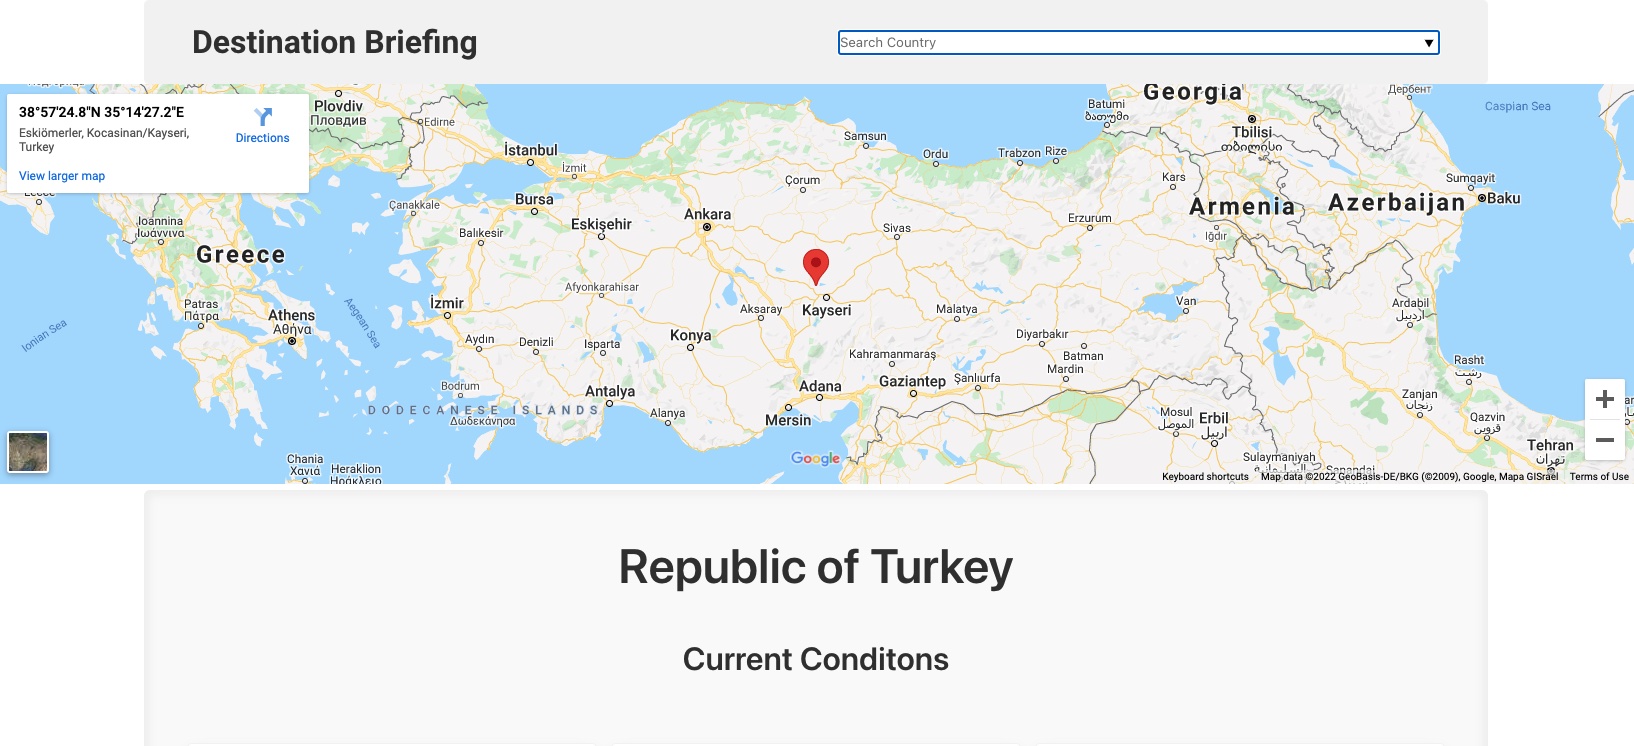 Destination Briefing
Search Country
38°57'24.8"N 35°14'27.2"E
Eskiömerler, Kocasinan/Kayseri,
Turkey
Directions
View larger map
Plovdiv
Пловдив
Edirne
İstanbul
İzmit
Bursa
Çanakkale
Balıkesir
Eskişehir
Ankara
Çorum
Samsun
Ordu
Trabzon
Rize
Batumi
ბათუმი
Georgia
Tbilisi
თბილისი
Дербент
Caspian Sea
Sumqayit
Baku
Azerbaijan
Armenia
Kars
Iğdır
Erzurum
Sivas
Ioannina
Ιωάννινα
Greece
Patras
Πάτρα
Athens
Αθήνα
Ionian Sea
Aegean Sea
İzmir
Afyonkarahisar
Aydın
Denizli
Isparta
Konya
Aksaray
Kayseri
Malatya
Diyarbakır
Batman
Mardin
Van
Ardabil
اردبیل
Rasht
رشت
Zanjan
زنجان
Qazvin
قزوین
Tehran
تهران
Bodrum
DODECANESE ISLANDS
Δωδεκάνησα
Antalya
Alanya
Mersin
Adana
Kahramanmaraş
Gaziantep
Şanlıurfa
Mosul
الموصل
Erbil
أربيل
Sulaymaniyah
Sanandaj
Chania
Χανιά
Heraklion
Ηράκλειο
Google
Keyboard shortcuts
Map data ©2022 GeoBasis-DE/BKG (©2009), Google, Mapa GISrael
Terms of Use
Republic of Turkey
Current Conditons